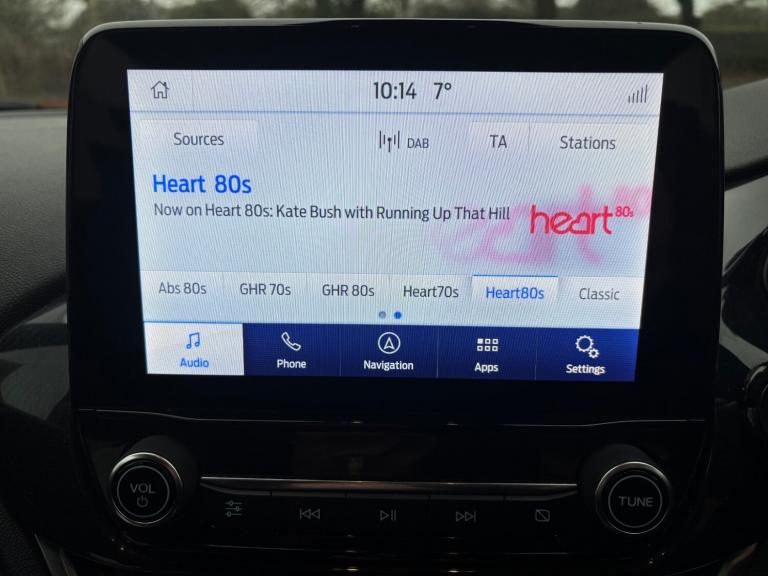 10:14 7°
Sources DAB TA Stations
Heart 80s
Now on Heart 80s: Kate Bush with Running Up That Hill
heart 80s
Abs 80s GHR 70s GHR 80s Heart70s Heart80s Classic
Audio Phone Navigation Apps Settings
VOL TUNE